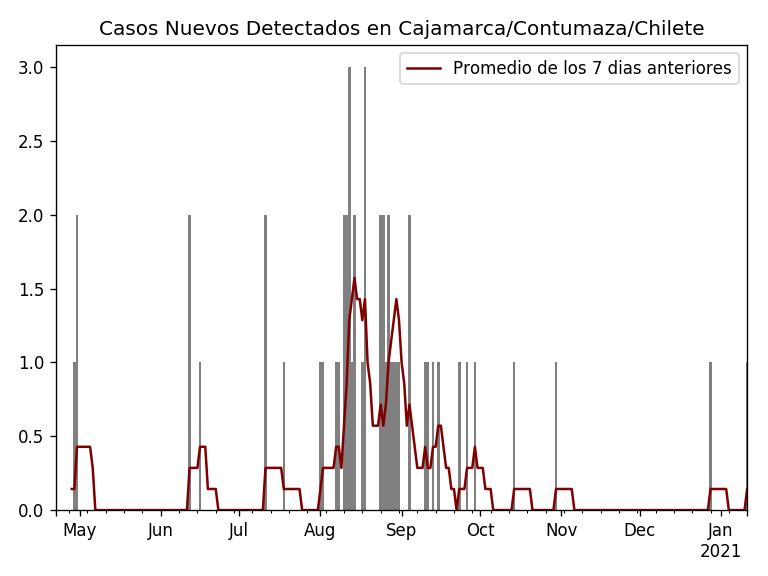 Casos Nuevos Detectados en Cajamarca/Contumaza/Chilete
Promedio de los 7 dias anteriores
3.0
2.5
2.0
1.5
1.0
0.5
0.0
May Jun Jul Aug Sep Oct Nov Dec Jan
2021